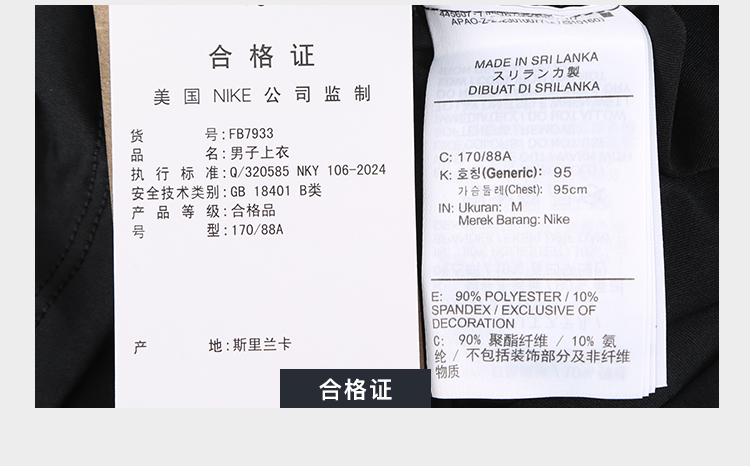 合格证
美国 NIKE 公司监制
货 号: FB7933
品 名: 男子上衣
执行标准: Q/320585 NKY 106-2024
安全技术类别: GB 18401 B类
产品等级: 合格品
号 型: 170/88A
产 地: 斯里兰卡
MADE IN SRI LANKA
スリランカ製
DIBUAT DI SRILANKA
C: 170/88A
K: 호칭(Generic): 95
가슴둘레(Chest): 95cm
IN: Ukuran: M
Merek Barang: Nike
E: 90% POLYESTER / 10%
SPANDEX / EXCLUSIVE OF
DECORATION
C: 90% 聚酯纤维 / 10% 氨
纶 / 不包括装饰部分及非纤维
物质
合格证